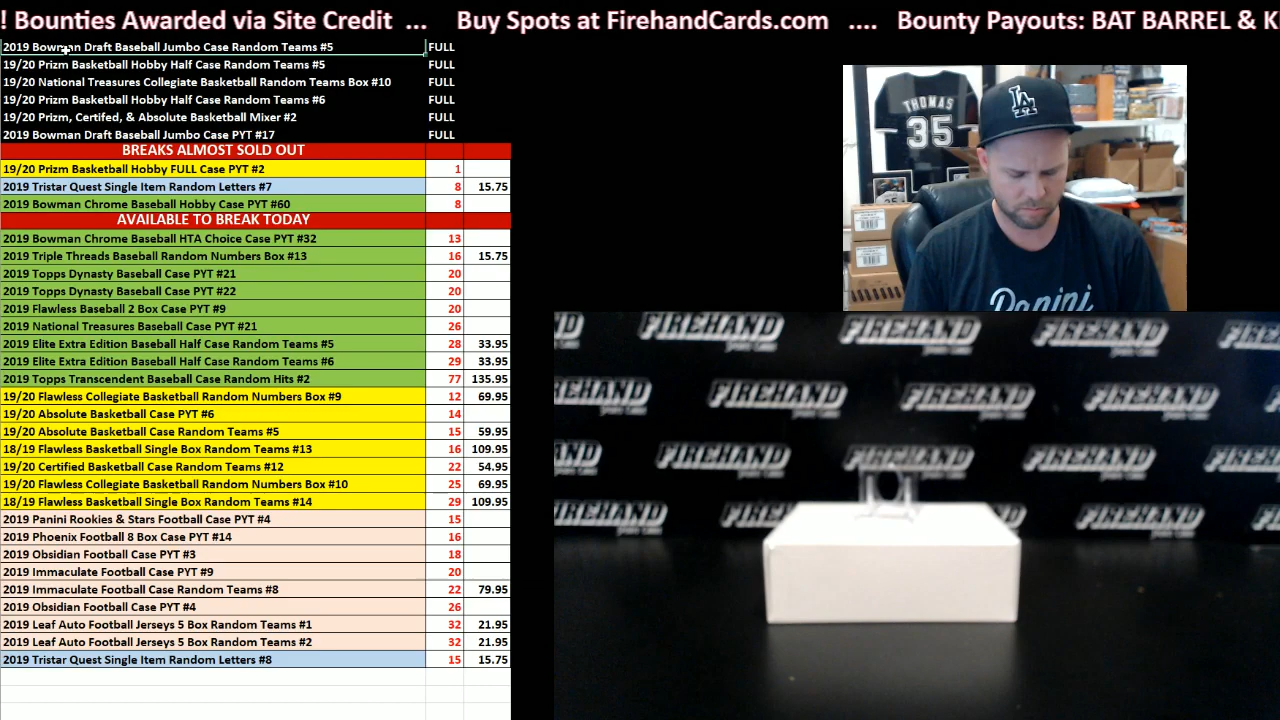 ! Bounties Awarded via Site Credit ... Buy Spots at FirehandCards.com .... Bounty Payouts: BAT BARREL & K
2019 Bowman Draft Baseball Jumbo Case Random Teams #5 FULL
19/20 Prizm Basketball Hobby Half Case Random Teams #5 FULL
19/20 National Treasures Collegiate Basketball Random Teams Box #10 FULL
19/20 Prizm Basketball Hobby Half Case Random Teams #6 FULL
19/20 Prizm, Certifed, & Absolute Basketball Mixer #2 FULL
2019 Bowman Draft Baseball Jumbo Case PYT #17 FULL
BREAKS ALMOST SOLD OUT
19/20 Prizm Basketball Hobby FULL Case PYT #2 1
2019 Tristar Quest Single Item Random Letters #7 8 15.75
2019 Bowman Chrome Baseball Hobby Case PYT #60 8
AVAILABLE TO BREAK TODAY
2019 Bowman Chrome Baseball HTA Choice Case PYT #32 13
2019 Triple Threads Baseball Random Numbers Box #13 16 15.75
2019 Topps Dynasty Baseball Case PYT #21 20
2019 Topps Dynasty Baseball Case PYT #22 20
2019 Flawless Baseball 2 Box Case PYT #9 20
2019 National Treasures Baseball Case PYT #21 26
2019 Elite Extra Edition Baseball Half Case Random Teams #5 28 33.95
2019 Elite Extra Edition Baseball Half Case Random Teams #6 29 33.95
2019 Topps Transcendent Baseball Case Random Hits #2 77 135.95
19/20 Flawless Collegiate Basketball Random Numbers Box #9 12 69.95
19/20 Absolute Basketball Case PYT #6 14
19/20 Absolute Basketball Case Random Teams #5 15 59.95
18/19 Flawless Basketball Single Box Random Teams #13 16 109.95
19/20 Certified Basketball Case Random Teams #12 22 54.95
19/20 Flawless Collegiate Basketball Random Numbers Box #10 25 69.95
18/19 Flawless Basketball Single Box Random Teams #14 29 109.95
2019 Panini Rookies & Stars Football Case PYT #4 15
2019 Phoenix Football 8 Box Case PYT #14 16
2019 Obsidian Football Case PYT #3 18
2019 Immaculate Football Case PYT #9 20
2019 Immaculate Football Case Random Teams #8 22 79.95
2019 Obsidian Football Case PYT #4 26
2019 Leaf Auto Football Jerseys 5 Box Random Teams #1 32 21.95
2019 Leaf Auto Football Jerseys 5 Box Random Teams #2 32 21.95
2019 Tristar Quest Single Item Random Letters #8 15 15.75
THOMAS
35
LA
Panini
FIREHAND FIREHAND FIREHAND
FIREHAND FIREHAND FIREHAND
FIREHAND FIREHAND FIREHAND
FIREHAND FIREHAND FIREHAND FIREHAND